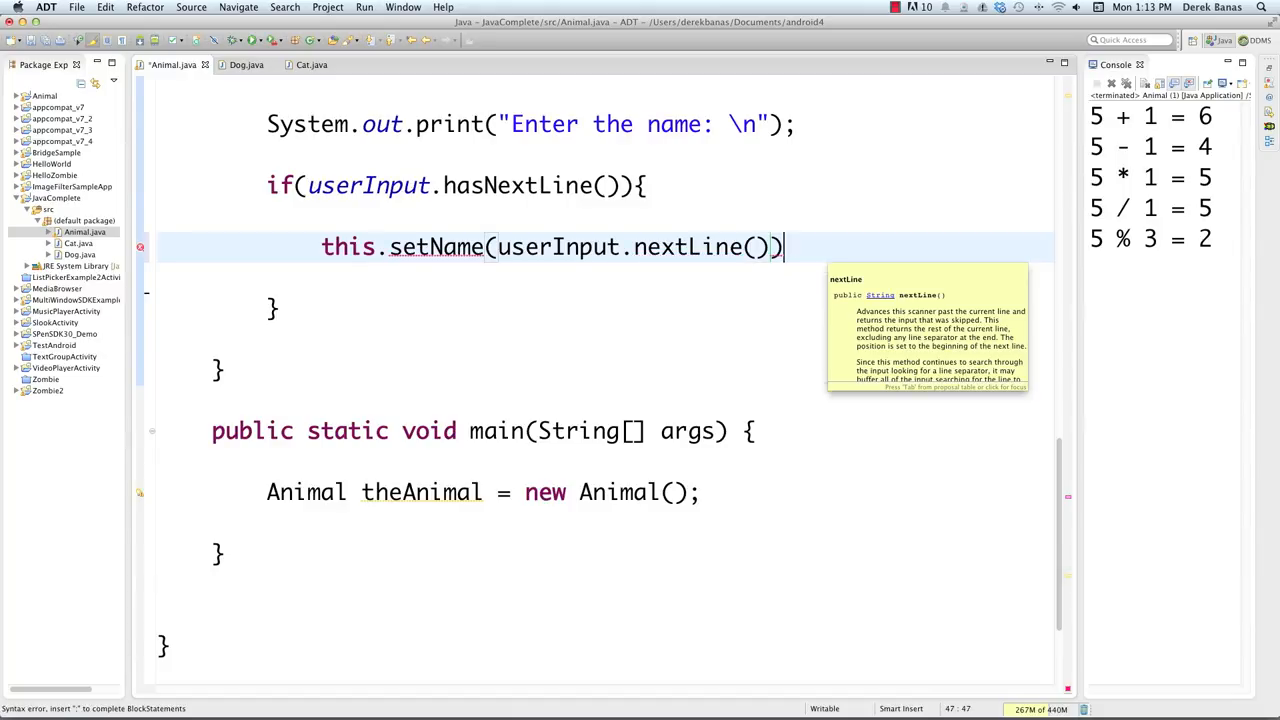 ADT File Edit Refactor Source Navigate Search Project Run Window Help 10 Mon 1:13 PM Derek Banas
Java - JavaComplete/src/Animal.java - ADT - /Users/derekbanas/Documents/android4
Quick Access Java DDMS
Package Exp
*Animal.java Dog.java Cat.java
Console
<terminated> Animal (1) [Java Application] /S
Animal
appcompat_v7
appcompat_v7_2
appcompat_v7_3
appcompat_v7_4
BridgeSample
HelloWorld
HelloZombie
ImageFilterSampleApp
JavaComplete
src
(default package)
Animal.java
Cat.java
Dog.java
JRE System Library [Ja
ListPickerExample2Activi
MediaBrowser
MultiWindowSDKExample
MusicPlayerActivity
SlookActivity
SPenSDK30_Demo
TestAndroid
TextGroupActivity
VideoPlayerActivity
Zombie
Zombie2
System.out.print("Enter the name: \n");
if(userInput.hasNextLine()){
this.setName(userInput.nextLine())
}
}
public static void main(String[] args) {
Animal theAnimal = new Animal();
}
}
nextLine
public String nextLine()
Advances this scanner past the current line and
returns the input that was skipped. This
method returns the rest of the current line,
excluding any line separator at the end. The
position is set to the beginning of the next line.
Since this method continues to search through
the input looking for a line separator, it may
buffer all of the input searching for the line to
Press 'Tab' from proposal table or click for focus
5 + 1 = 6
5 - 1 = 4
5 * 1 = 5
5 / 1 = 5
5 % 3 = 2
Syntax error, insert ";" to complete BlockStatements Writable Smart Insert 47 : 47 267M of 440M